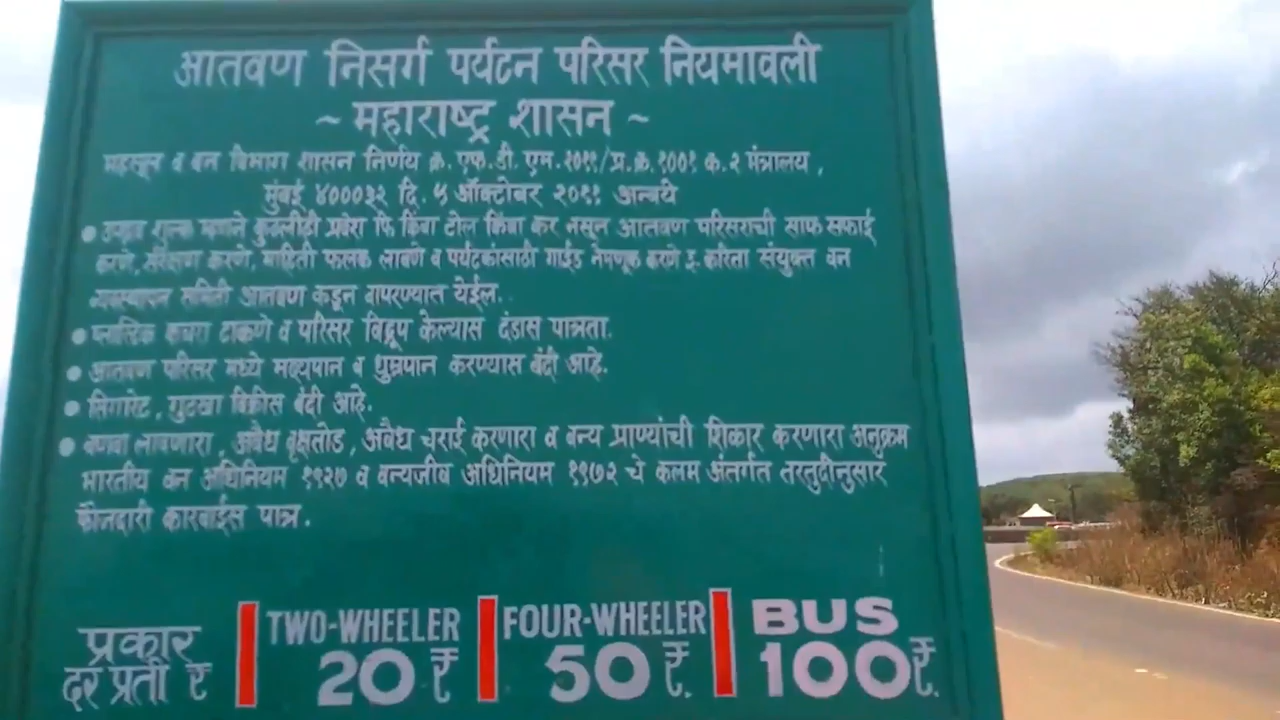 आतवण निसर्ग पर्यटन परिसर नियमावली
~ महाराष्ट्र शासन ~
महसूल व वन विभाग शासन निर्णय क्र. एफ.डी. एम.२०११/प्र.क्र.१००१ क.२ मंत्रालय,
मुंबई ४०००३२ दि. ५ ऑक्टोबर २०११ अन्वये
• उपद्रव शुल्क म्हणजे कुठलीही प्रवेश फि किंवा टोल किंवा कर नसून आतवण परिसराची साफ सफाई
करणे, संरक्षण करणे, माहिती फलक लावणे व पर्यटकांसाठी गाईड नेमणूक करणे इ. करिता संयुक्त वन
व्यवस्थापन समिती आतवण कडून वापरण्यात येईल.
• प्लास्टिक कचरा टाकणे व परिसर विद्रूप केल्यास दंडास पात्रता.
• आतवण परिसर मध्ये मद्यपान व धुम्रपान करण्यास बंदी आहे.
• सिगारेट, गुटखा विक्रीस बंदी आहे.
• वणवा लावणारा, अवैध वृक्षतोड, अवैध चराई करणारा व वन्य प्राण्यांची शिकार करणारा अनुक्रम
भारतीय वन अधिनियम १९२७ व वन्यजीव अधिनियम १९७२ चे कलम अंतर्गत तरतुदीनुसार
फौजदारी कारवाईस पात्र.
प्रकार TWO-WHEELER FOUR-WHEELER BUS
दर प्रती ₹ 20 ₹ 50 ₹. 100 ₹.